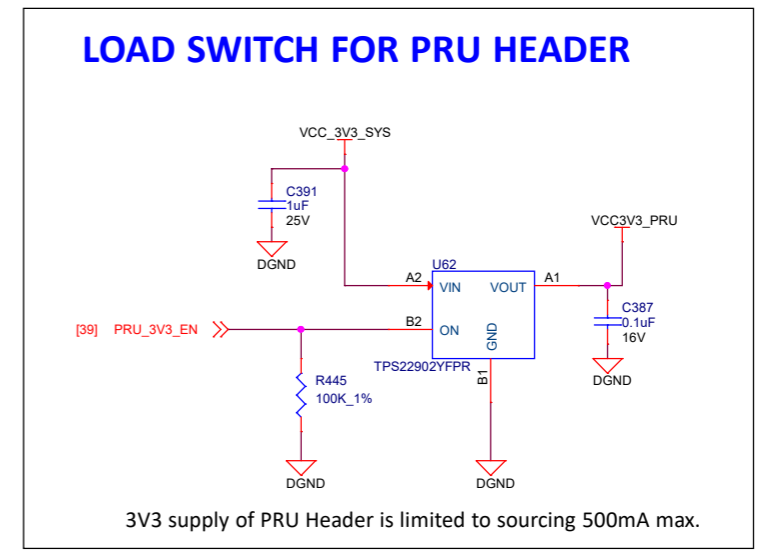 LOAD SWITCH FOR PRU HEADER
VCC_3V3_SYS
C391
1uF
25V
DGND
VCC3V3_PRU
U62
A2
VIN
VOUT
A1
C387
0.1uF
16V
DGND
[39] PRU_3V3_EN
B2
ON
GND
TPS22902YFPR
B1
R445
100K_1%
DGND
DGND
3V3 supply of PRU Header is limited to sourcing 500mA max.